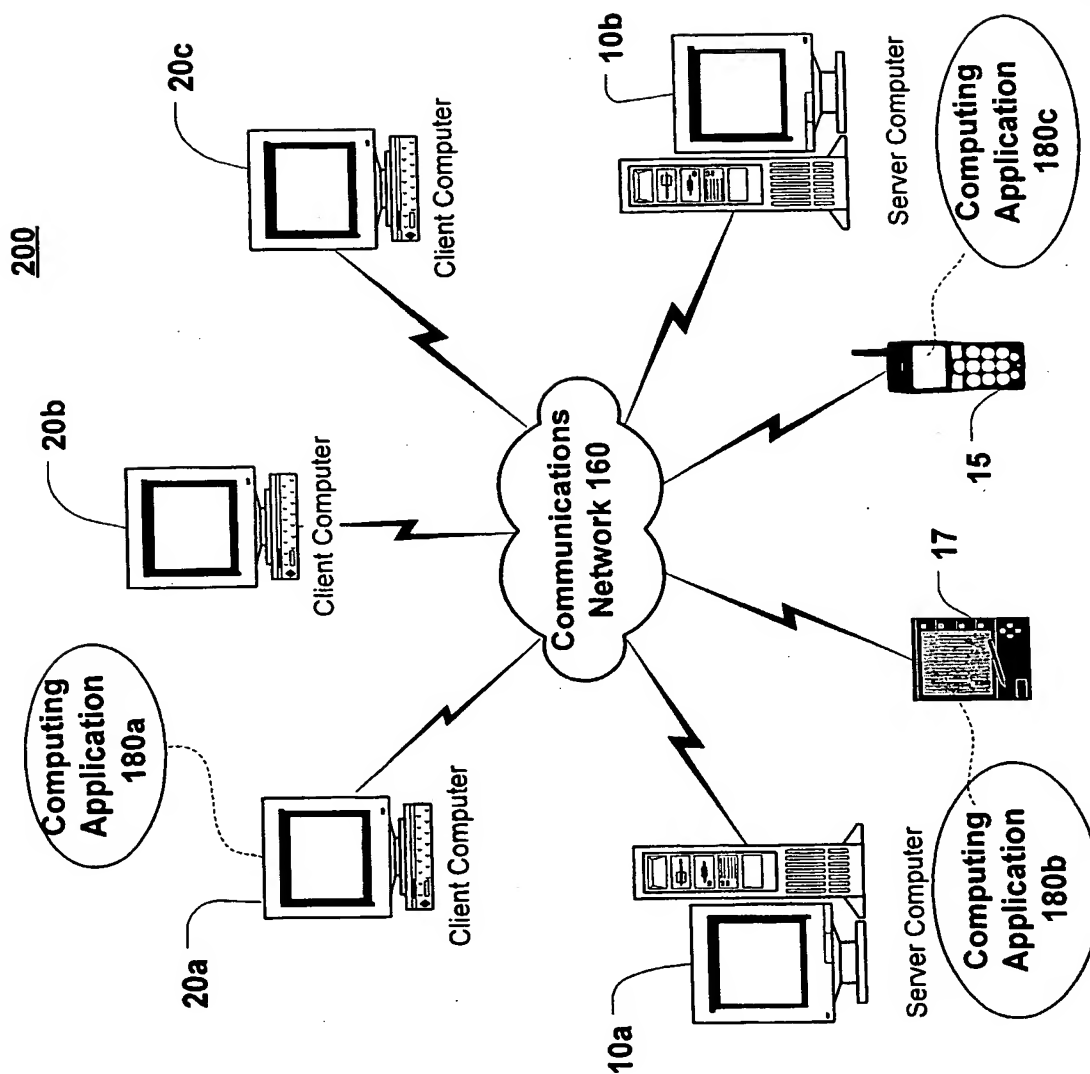 200
20a
Computing
Application
180a
Client Computer
20b
Client Computer
20c
Client Computer
Communications
Network 160
10a
Server Computer
Computing
Application
180b
17
15
10b
Server Computer
Computing
Application
180c